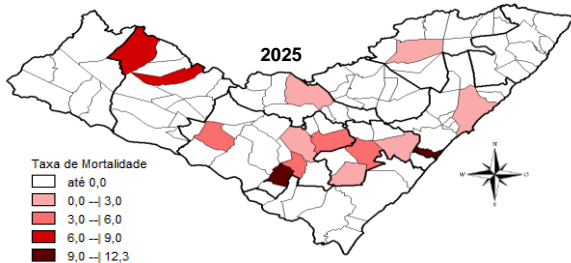 2025
Taxa de Mortalidade
até 0,0
0,0 --| 3,0
3,0 --| 6,0
6,0 --| 9,0
9,0 --| 12,3
N
W O
S